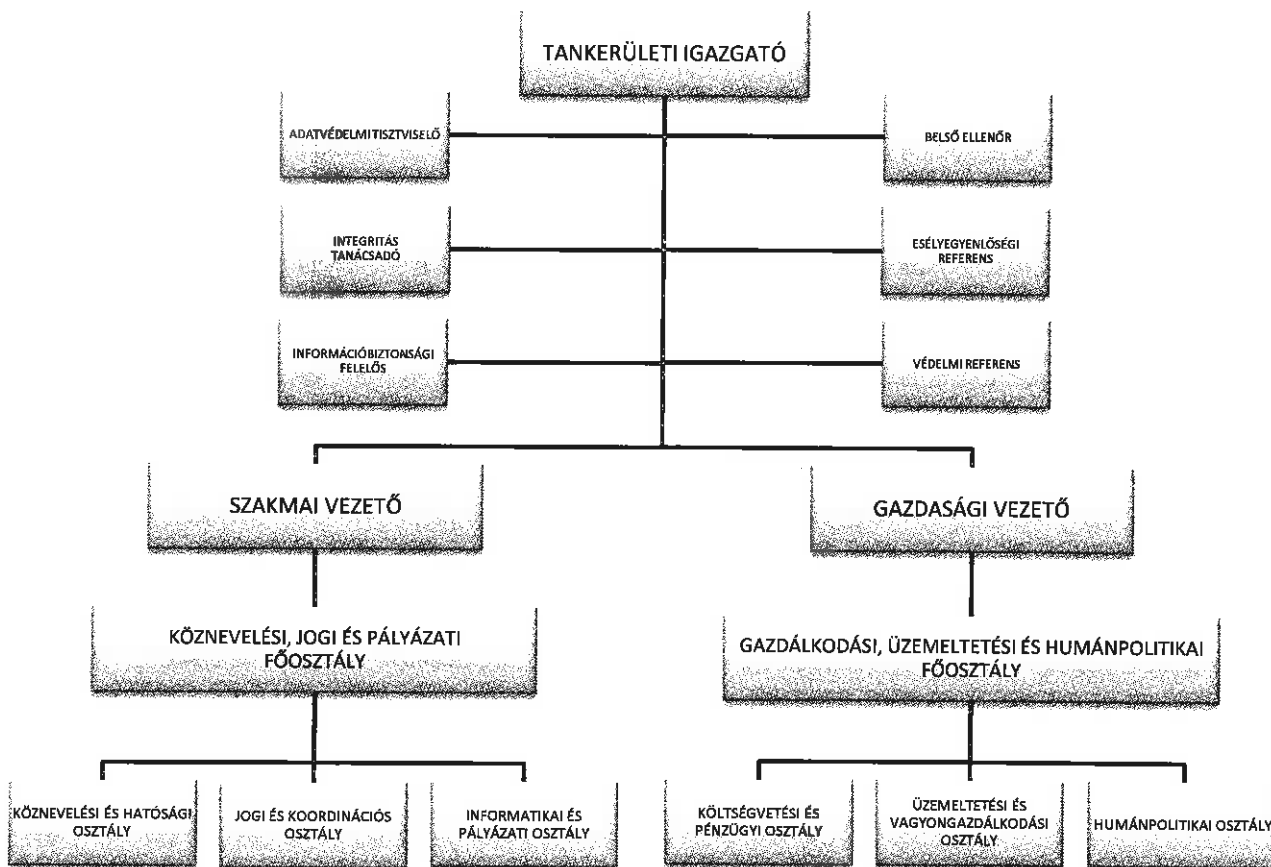 TANKERÜLETI IGAZGATÓ
ADATVÉDELMI TISZTVISELŐ
BELSŐ ELLENŐR
INTEGRITÁS
TANÁCSADÓ
ESÉLYEGYENLŐSÉGI
REFERENS
INFORMÁCIÓBIZTONSÁGI
FELELŐS
VÉDELMI REFERENS
SZAKMAI VEZETŐ
GAZDASÁGI VEZETŐ
KÖZNEVELÉSI, JOGI ÉS PÁLYÁZATI
FŐOSZTÁLY
GAZDÁLKODÁSI, ÜZEMELTETÉSI ÉS HUMÁNPOLITIKAI
FŐOSZTÁLY
KÖZNEVELÉSI ÉS HATÓSÁGI
OSZTÁLY
JOGI ÉS KOORDINÁCIÓS
OSZTÁLY
INFORMATIKAI ÉS
PÁLYÁZATI OSZTÁLY
KÖLTSÉGVETÉSI ÉS
PÉNZÜGYI OSZTÁLY
ÜZEMELTETÉSI ÉS
VAGYONGAZDÁLKODÁSI
OSZTÁLY
HUMÁNPOLITIKAI OSZTÁLY